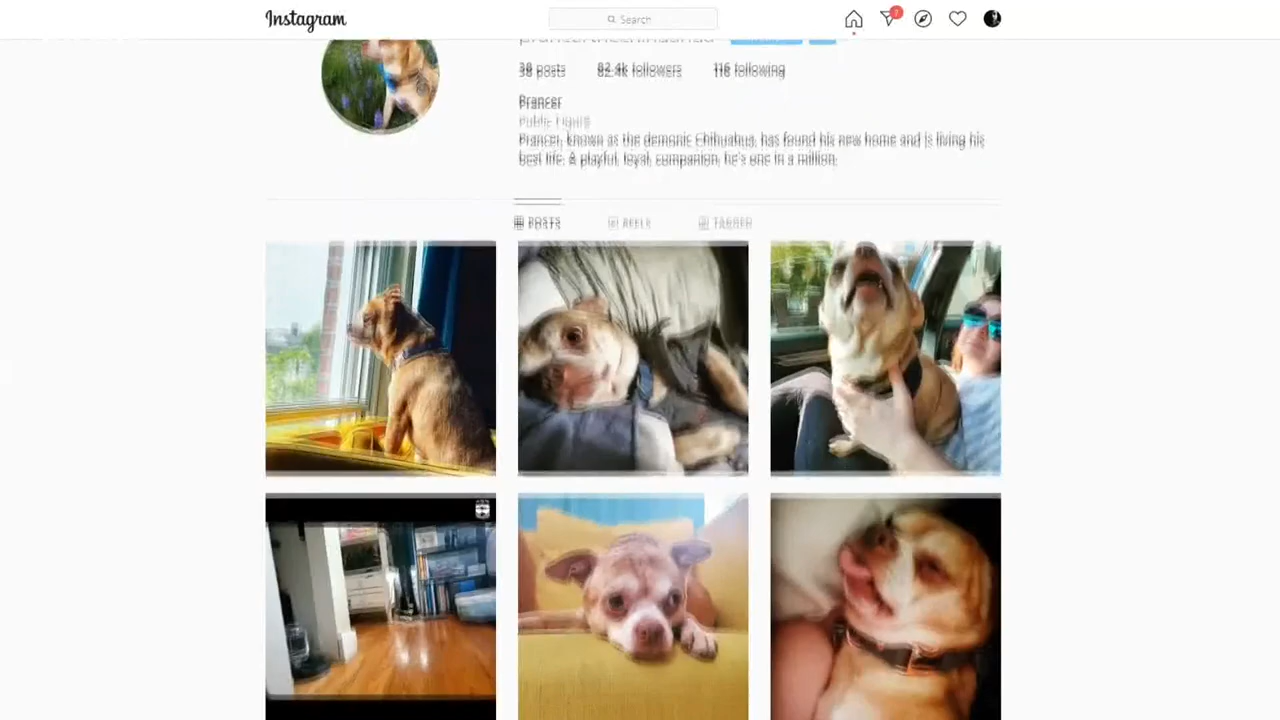 Instagram
Search
7
38 posts 82.4k followers 116 following
Prancer
Public Figure
Prancer, known as the demonic Chihuahua, has found his new home and is living his
best life. A playful, loyal, companion, he's one in a million.
POSTS REELS TAGGED